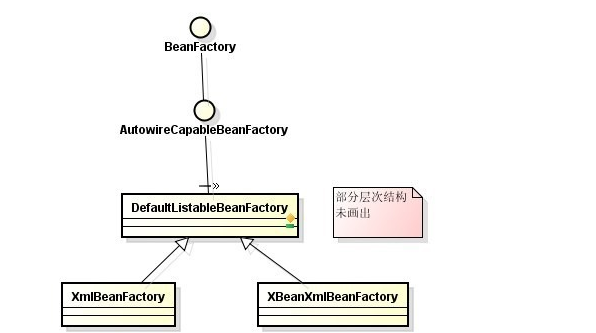 BeanFactory
AutowireCapableBeanFactory
DefaultListableBeanFactory
部分层次结构
未画出
XmlBeanFactory
XBeanXmlBeanFactory